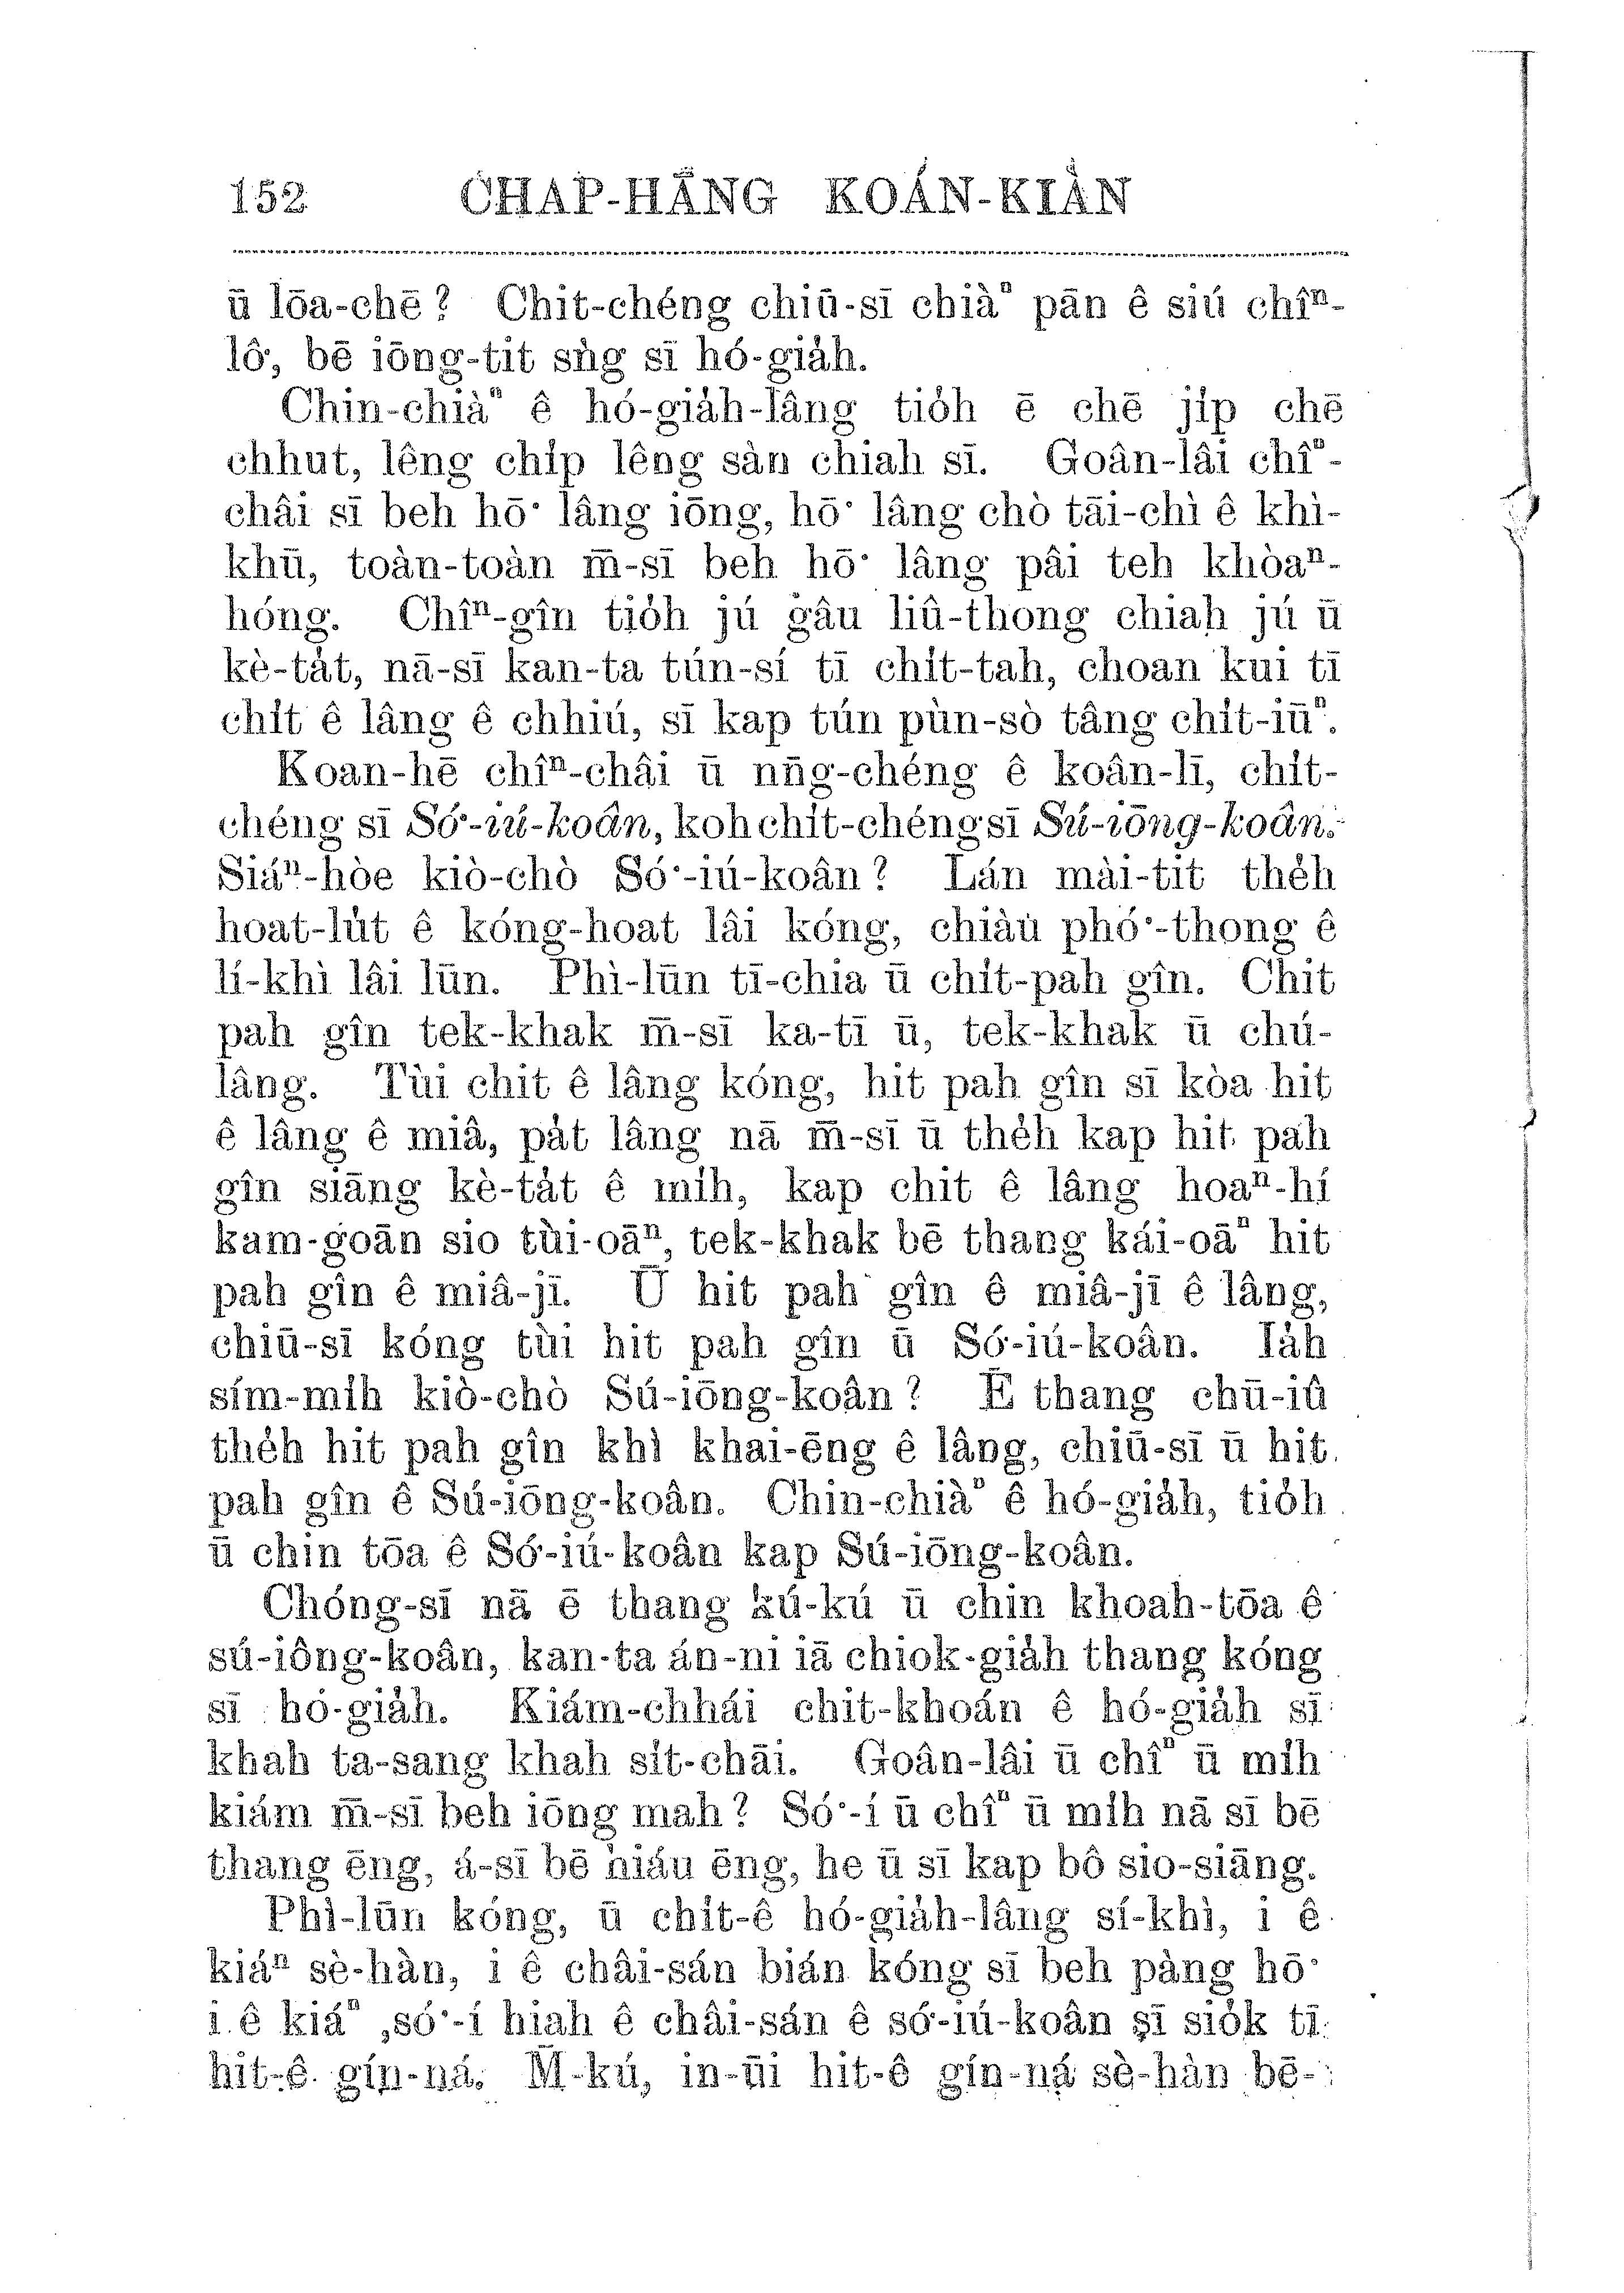 152 CHAP-HĀNG KOÁN-KIÀN
ū lōa-chē? Chit-chéng chiū-sī chiàⁿ pān ê siú chîⁿ-
lô͘, bē iōng-tit sǹg sī hó-gia̍h.
Chin-chiàⁿ ê hó-gia̍h-lâng tio̍h ē chē ji̍p chē
chhut, lêng chi̍p lêng sàn chiah sī. Goân-lâi chîⁿ-
châi sī beh hō͘ lâng iōng, hō͘ lâng chò tāi-chì ê khì-
khū, toàn-toàn m̄-sī beh hō͘ lâng pâi teh khòaⁿ-
hóng. Chîⁿ-gîn tio̍h jú gâu liû-thong chiah jú ū
kè-ta̍t, nā-sī kan-ta tún-sí tī chi̍t-tah, choan kui tī
chi̍t ê lâng ê chhiú, sī kap tún pùn-sò tâng chi̍t-iūⁿ.
Koan-hē chîⁿ-châi ū nn̄g-chéng ê koân-lī, chi̍t-
chéng sī Só͘-iú-koân, koh chi̍t-chéng sī Sú-iōng-koân.
Siáⁿ-hòe kiò-chò Só͘-iú-koân? Lán mài-tit the̍h
hoat-lu̍t ê kóng-hoat lâi kóng, chiàu phó͘-thong ê
lí-khì lâi lūn. Phì-lūn tī-chia ū chi̍t-pah gîn. Chit
pah gîn tek-khak m̄-sī ka-tī ū, tek-khak ū chú-
lâng. Tùi chit ê lâng kóng, hit pah gîn sī kòa hit
ê lâng ê miâ, pa̍t lâng nā m̄-sī ū the̍h kap hit pah
gîn siāng kè-ta̍t ê mi̍h, kap chit ê lâng hoaⁿ-hí
kam-goān sio tùi-oāⁿ, tek-khak bē thang kái-oāⁿ hit
pah gîn ê miâ-jī. Ū hit pah gîn ê miâ-jī ê lâng,
chiū-sī kóng tùi hit pah gîn ū Só͘-iú-koân. Iàh
sím-mi̍h kiò-chò Sú-iōng-koân? Ē thang chū-iû
the̍h hit pah gîn khì khai-ēng ê lâng, chiū-sī ū hit
pah gîn ê Sú-iōng-koân. Chin-chiàⁿ ê hó-gia̍h, tio̍h
ū chin tōa ê Só͘-iú-koân kap Sú-iōng-koân.
Chóng-sī nā ē thang kú-kú ū chin khoah-tōa ê
sú-iông-koân, kan-ta án-ni iā chiok-gia̍h thang kóng
sī hó-gia̍h. Kiám-chhái chit-khoán ê hó-gia̍h sī
khah ta-sang khah si̍t-chāi. Goân-lâi ū chîⁿ ū mi̍h
kiám m̄-sī beh iōng mah? Só͘-í ū chîⁿ ū mi̍h nā sī bē
thang ēng, á-sī bē hiáu ēng, he ū sī kap bô sio-siāng.
Phì-lūn kóng, ū chi̍t-ê hó-gia̍h-lâng sí-khì, i ê
kiáⁿ sè-hàn, i ê châi-sán bián kóng sī beh pàng hō͘
i ê kiáⁿ ,só͘-í hiah ê châi-sán ê só͘-iú-koân sī sio̍k tī
hit-ê gín-ná. M̄-kú, in-ūi hit-ê gín-ná sè-hàn bē-